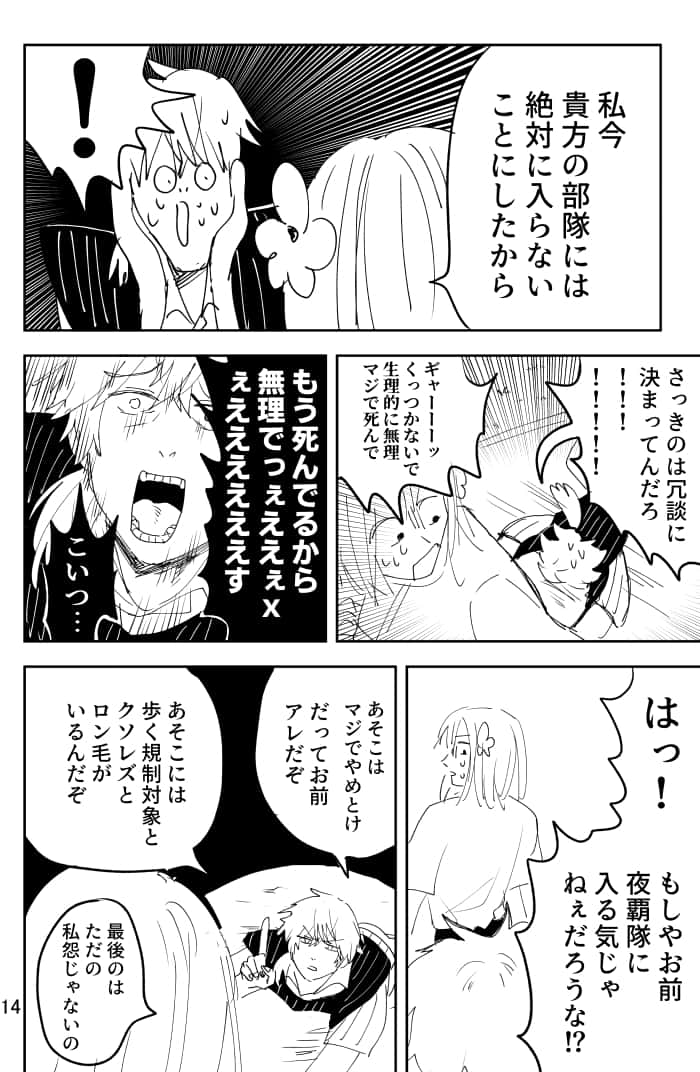 私今
貴方の部隊には
絶対に入らない
ことにしたから
!
さっきのは冗談に
決まってんだろ
!!!
!!!!!!
ギャーーーッ
くっつかないで
生理的に無理
マジで死んで
もう死んでるから
無理でっぇええぇx
ぇええええええす
こいつ…
はっ!
もしやお前
夜覇隊に
入る気じゃ
ねぇだろうな!?
あそこは
マジでやめとけ
だってお前
アレだぞ
あそこには
歩く規制対象と
クソレズと
ロン毛が
いるんだぞ
最後のは
ただの
私怨じゃないの
14